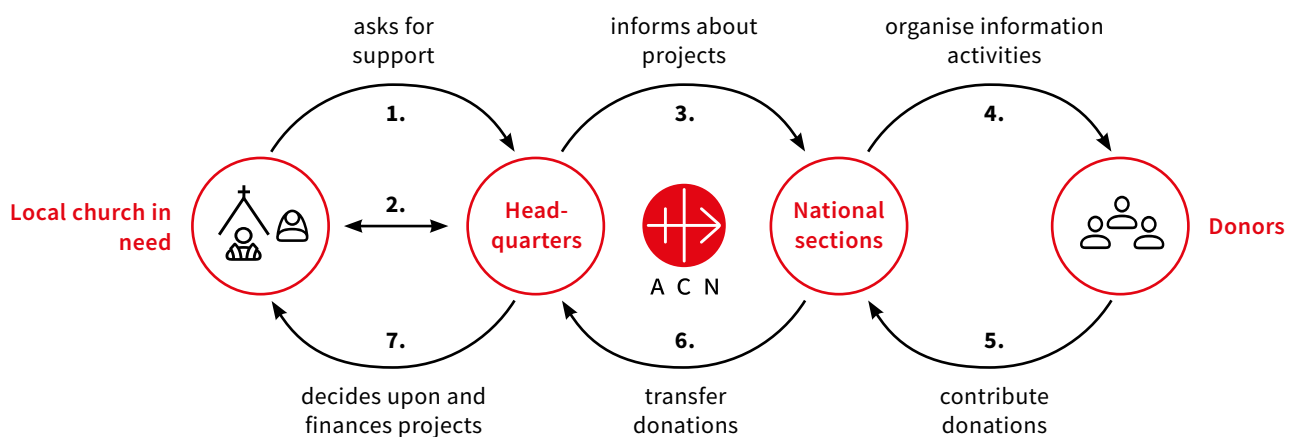 asks for
support
informs about
projects
organise information
activities
1.
3.
4.
Local church in
need
2.
Head-
quarters
A C N
National
sections
Donors
7.
6.
5.
decides upon and
finances projects
transfer
donations
contribute
donations